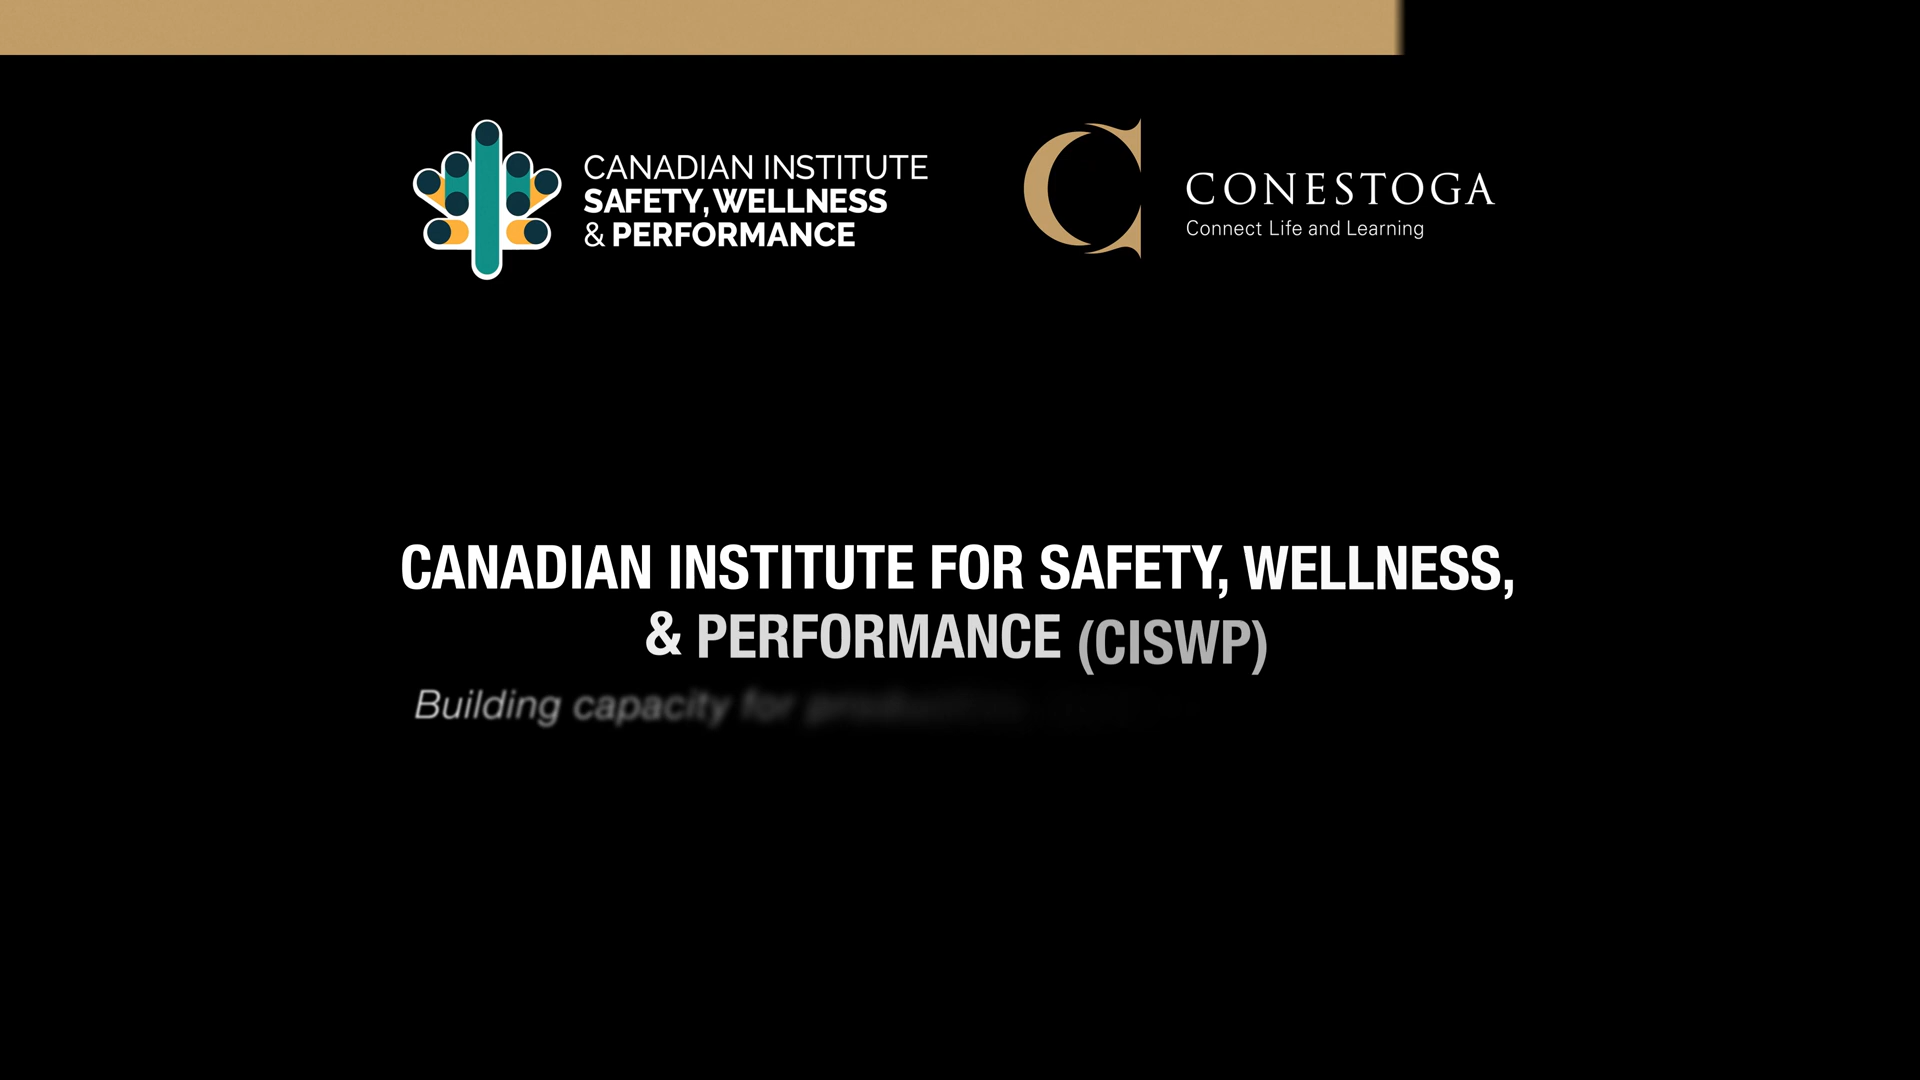 CANADIAN INSTITUTE
SAFETY, WELLNESS
& PERFORMANCE
CONESTOGA
Connect Life and Learning
CANADIAN INSTITUTE FOR SAFETY, WELLNESS,
& PERFORMANCE (CISWP)
Building capacity for